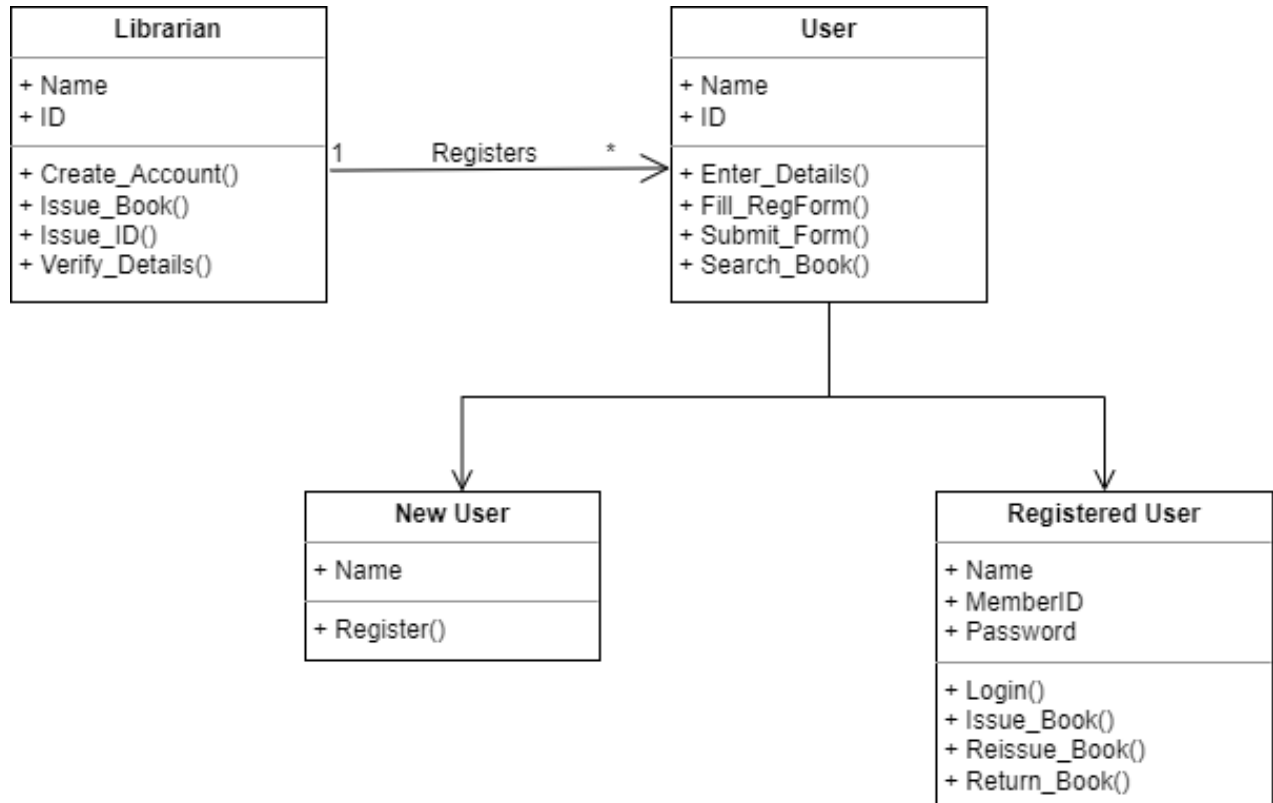 Librarian
+ Name
+ ID
+ Create_Account()
+ Issue_Book()
+ Issue_ID()
+ Verify_Details()
1 Registers *
User
+ Name
+ ID
+ Enter_Details()
+ Fill_RegForm()
+ Submit_Form()
+ Search_Book()
New User
+ Name
+ Register()
Registered User
+ Name
+ MemberID
+ Password
+ Login()
+ Issue_Book()
+ Reissue_Book()
+ Return_Book()